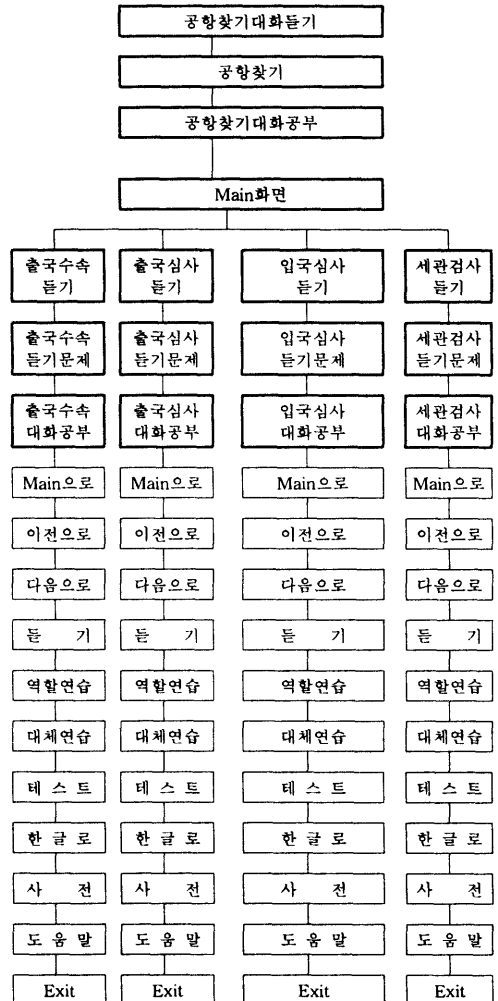 공항찾기대화듣기
공항찾기
공항찾기대화공부
Main화면
출국수속
듣기
출국심사
듣기
입국심사
듣기
세관검사
듣기
출국수속
듣기문제
출국심사
듣기문제
입국심사
듣기문제
세관검사
듣기문제
출국수속
대화공부
출국심사
대화공부
입국심사
대화공부
세관검사
대화공부
Main으로
Main으로
Main으로
Main으로
이전으로
이전으로
이전으로
이전으로
다음으로
다음으로
다음으로
다음으로
듣 기
듣 기
듣 기
듣 기
역할연습
역할연습
역할연습
역할연습
대체연습
대체연습
대체연습
대체연습
테 스 트
테 스 트
테 스 트
테 스 트
한 글 로
한 글 로
한 글 로
한 글 로
사 전
사 전
사 전
사 전
도 움 말
도 움 말
도 움 말
도 움 말
Exit
Exit
Exit
Exit